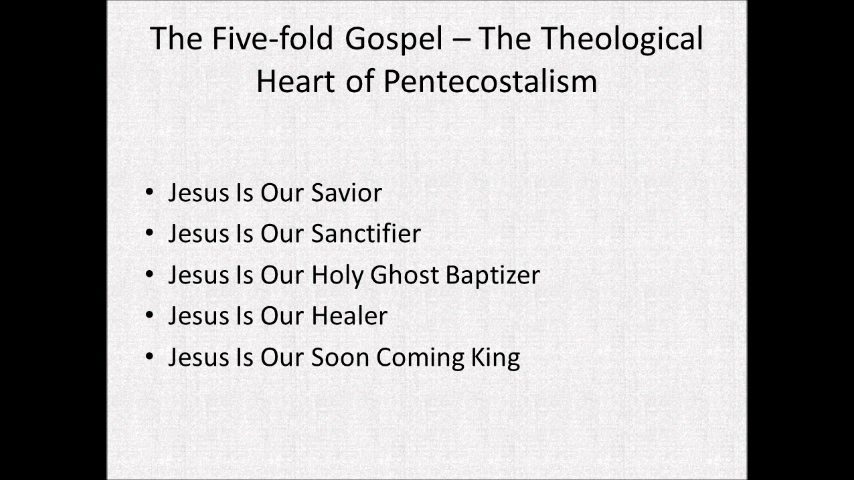 The Five-fold Gospel – The Theological
Heart of Pentecostalism
• Jesus Is Our Savior
• Jesus Is Our Sanctifier
• Jesus Is Our Holy Ghost Baptizer
• Jesus Is Our Healer
• Jesus Is Our Soon Coming King